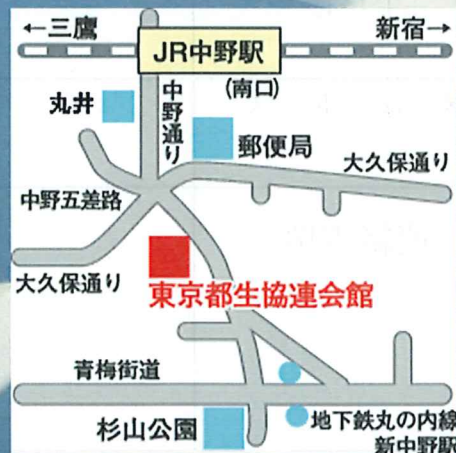 ←三鷹
新宿→
JR中野駅
(南口)
丸井
中野通り
郵便局
大久保通り
中野五差路
大久保通り
東京都生協連会館
青梅街道
杉山公園
地下鉄丸の内線
新中野駅